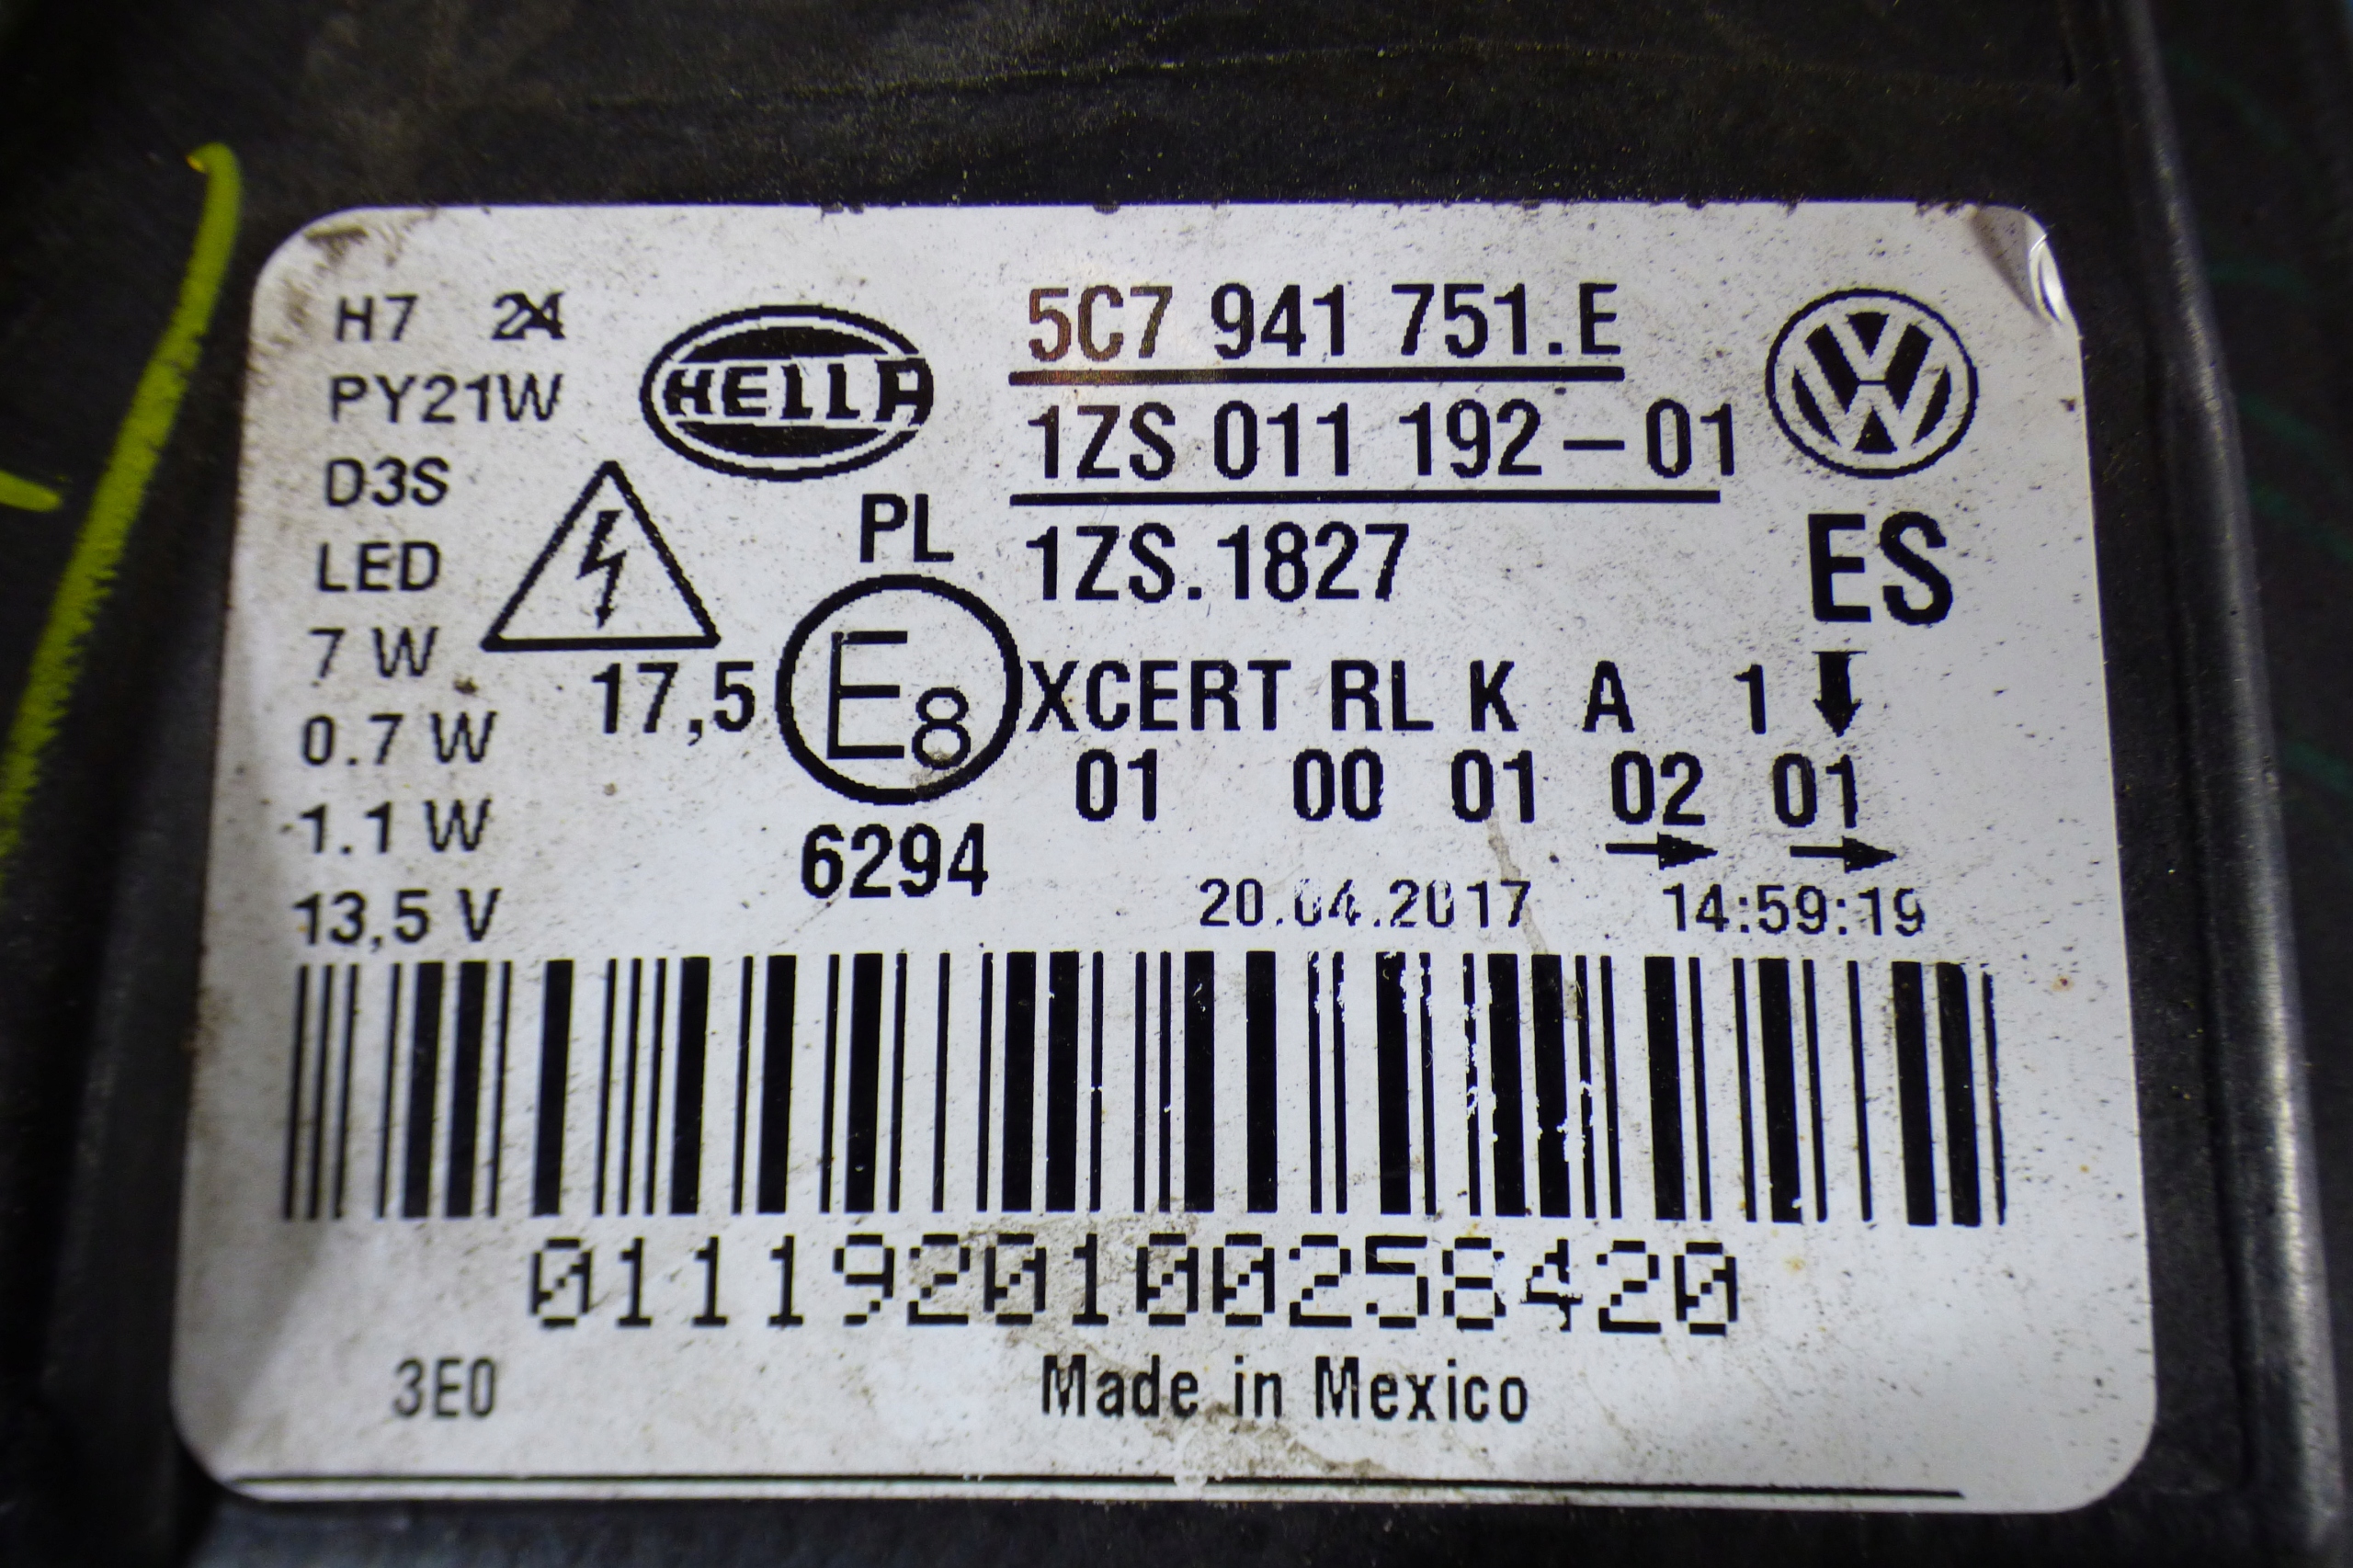 H7 24
PY21W
D3S
LED
7 W
0.7 W
1.1 W
13,5 V
HELLA
5C7 941 751.E
1ZS 011 192-01
PL
1ZS.1827
ES
17,5
E8
XCERT RL K A 1
01 00 01 02 01
6294
20.04.2017 14:59:19
0111920100258420
3E0
Made in Mexico